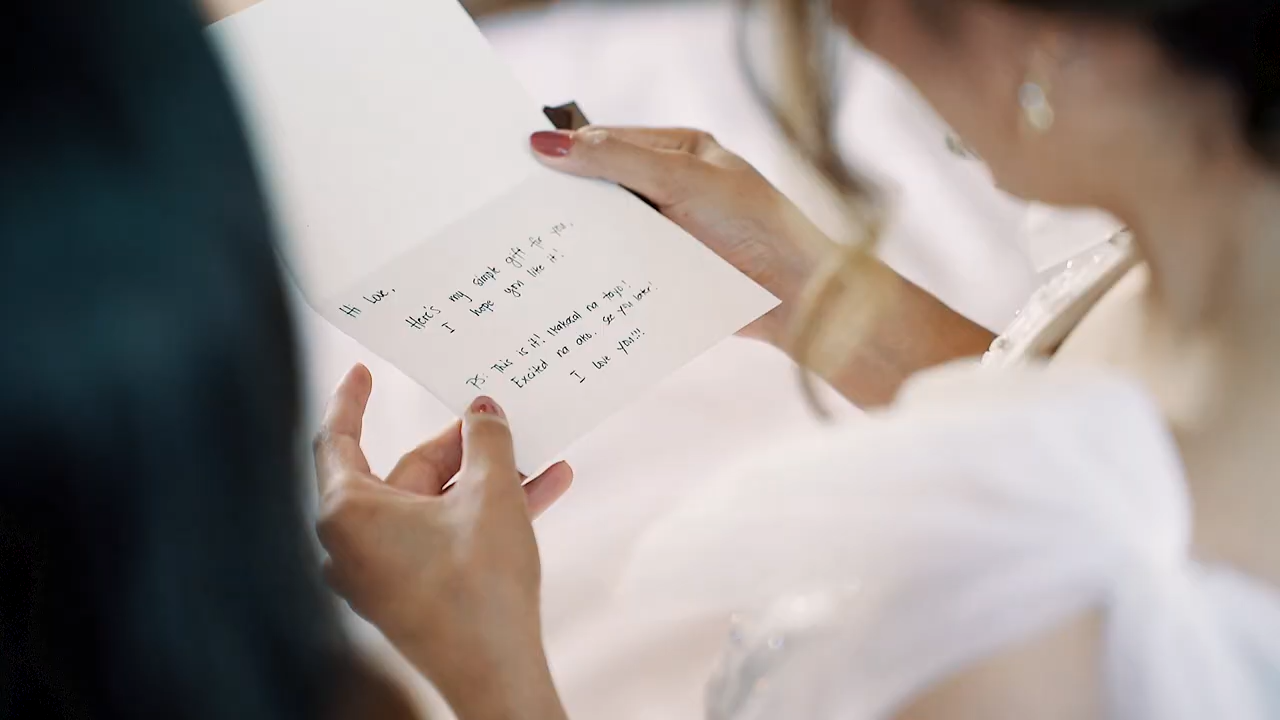 Hi Love,
Here's my simple gift for you,
I hope you like it!
PS: This is it! Ikakasal na tayo!
Excited na ako. See you later!
I love you!!!